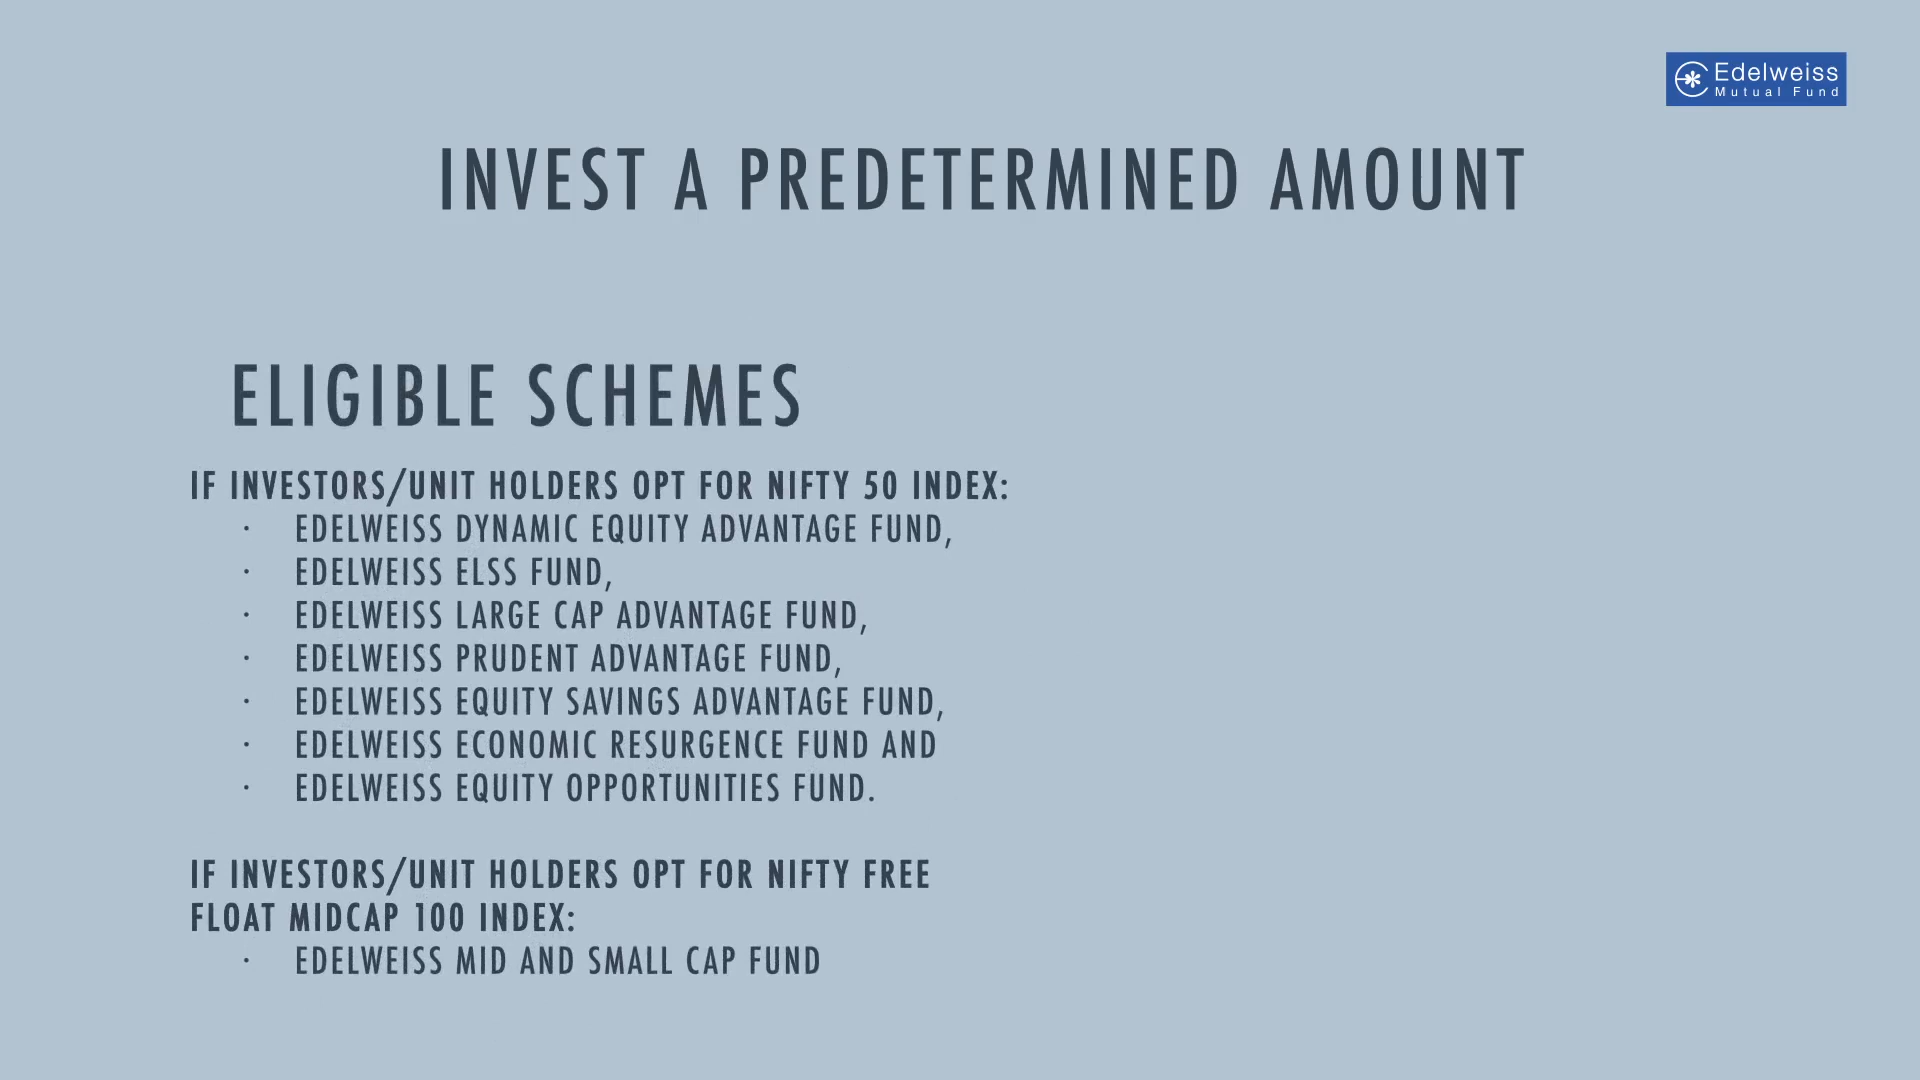 Edelweiss
Mutual Fund
INVEST A PREDETERMINED AMOUNT
ELIGIBLE SCHEMES
IF INVESTORS/UNIT HOLDERS OPT FOR NIFTY 50 INDEX:
· EDELWEISS DYNAMIC EQUITY ADVANTAGE FUND,
· EDELWEISS ELSS FUND,
· EDELWEISS LARGE CAP ADVANTAGE FUND,
· EDELWEISS PRUDENT ADVANTAGE FUND,
· EDELWEISS EQUITY SAVINGS ADVANTAGE FUND,
· EDELWEISS ECONOMIC RESURGENCE FUND AND
· EDELWEISS EQUITY OPPORTUNITIES FUND.
IF INVESTORS/UNIT HOLDERS OPT FOR NIFTY FREE
FLOAT MIDCAP 100 INDEX:
· EDELWEISS MID AND SMALL CAP FUND